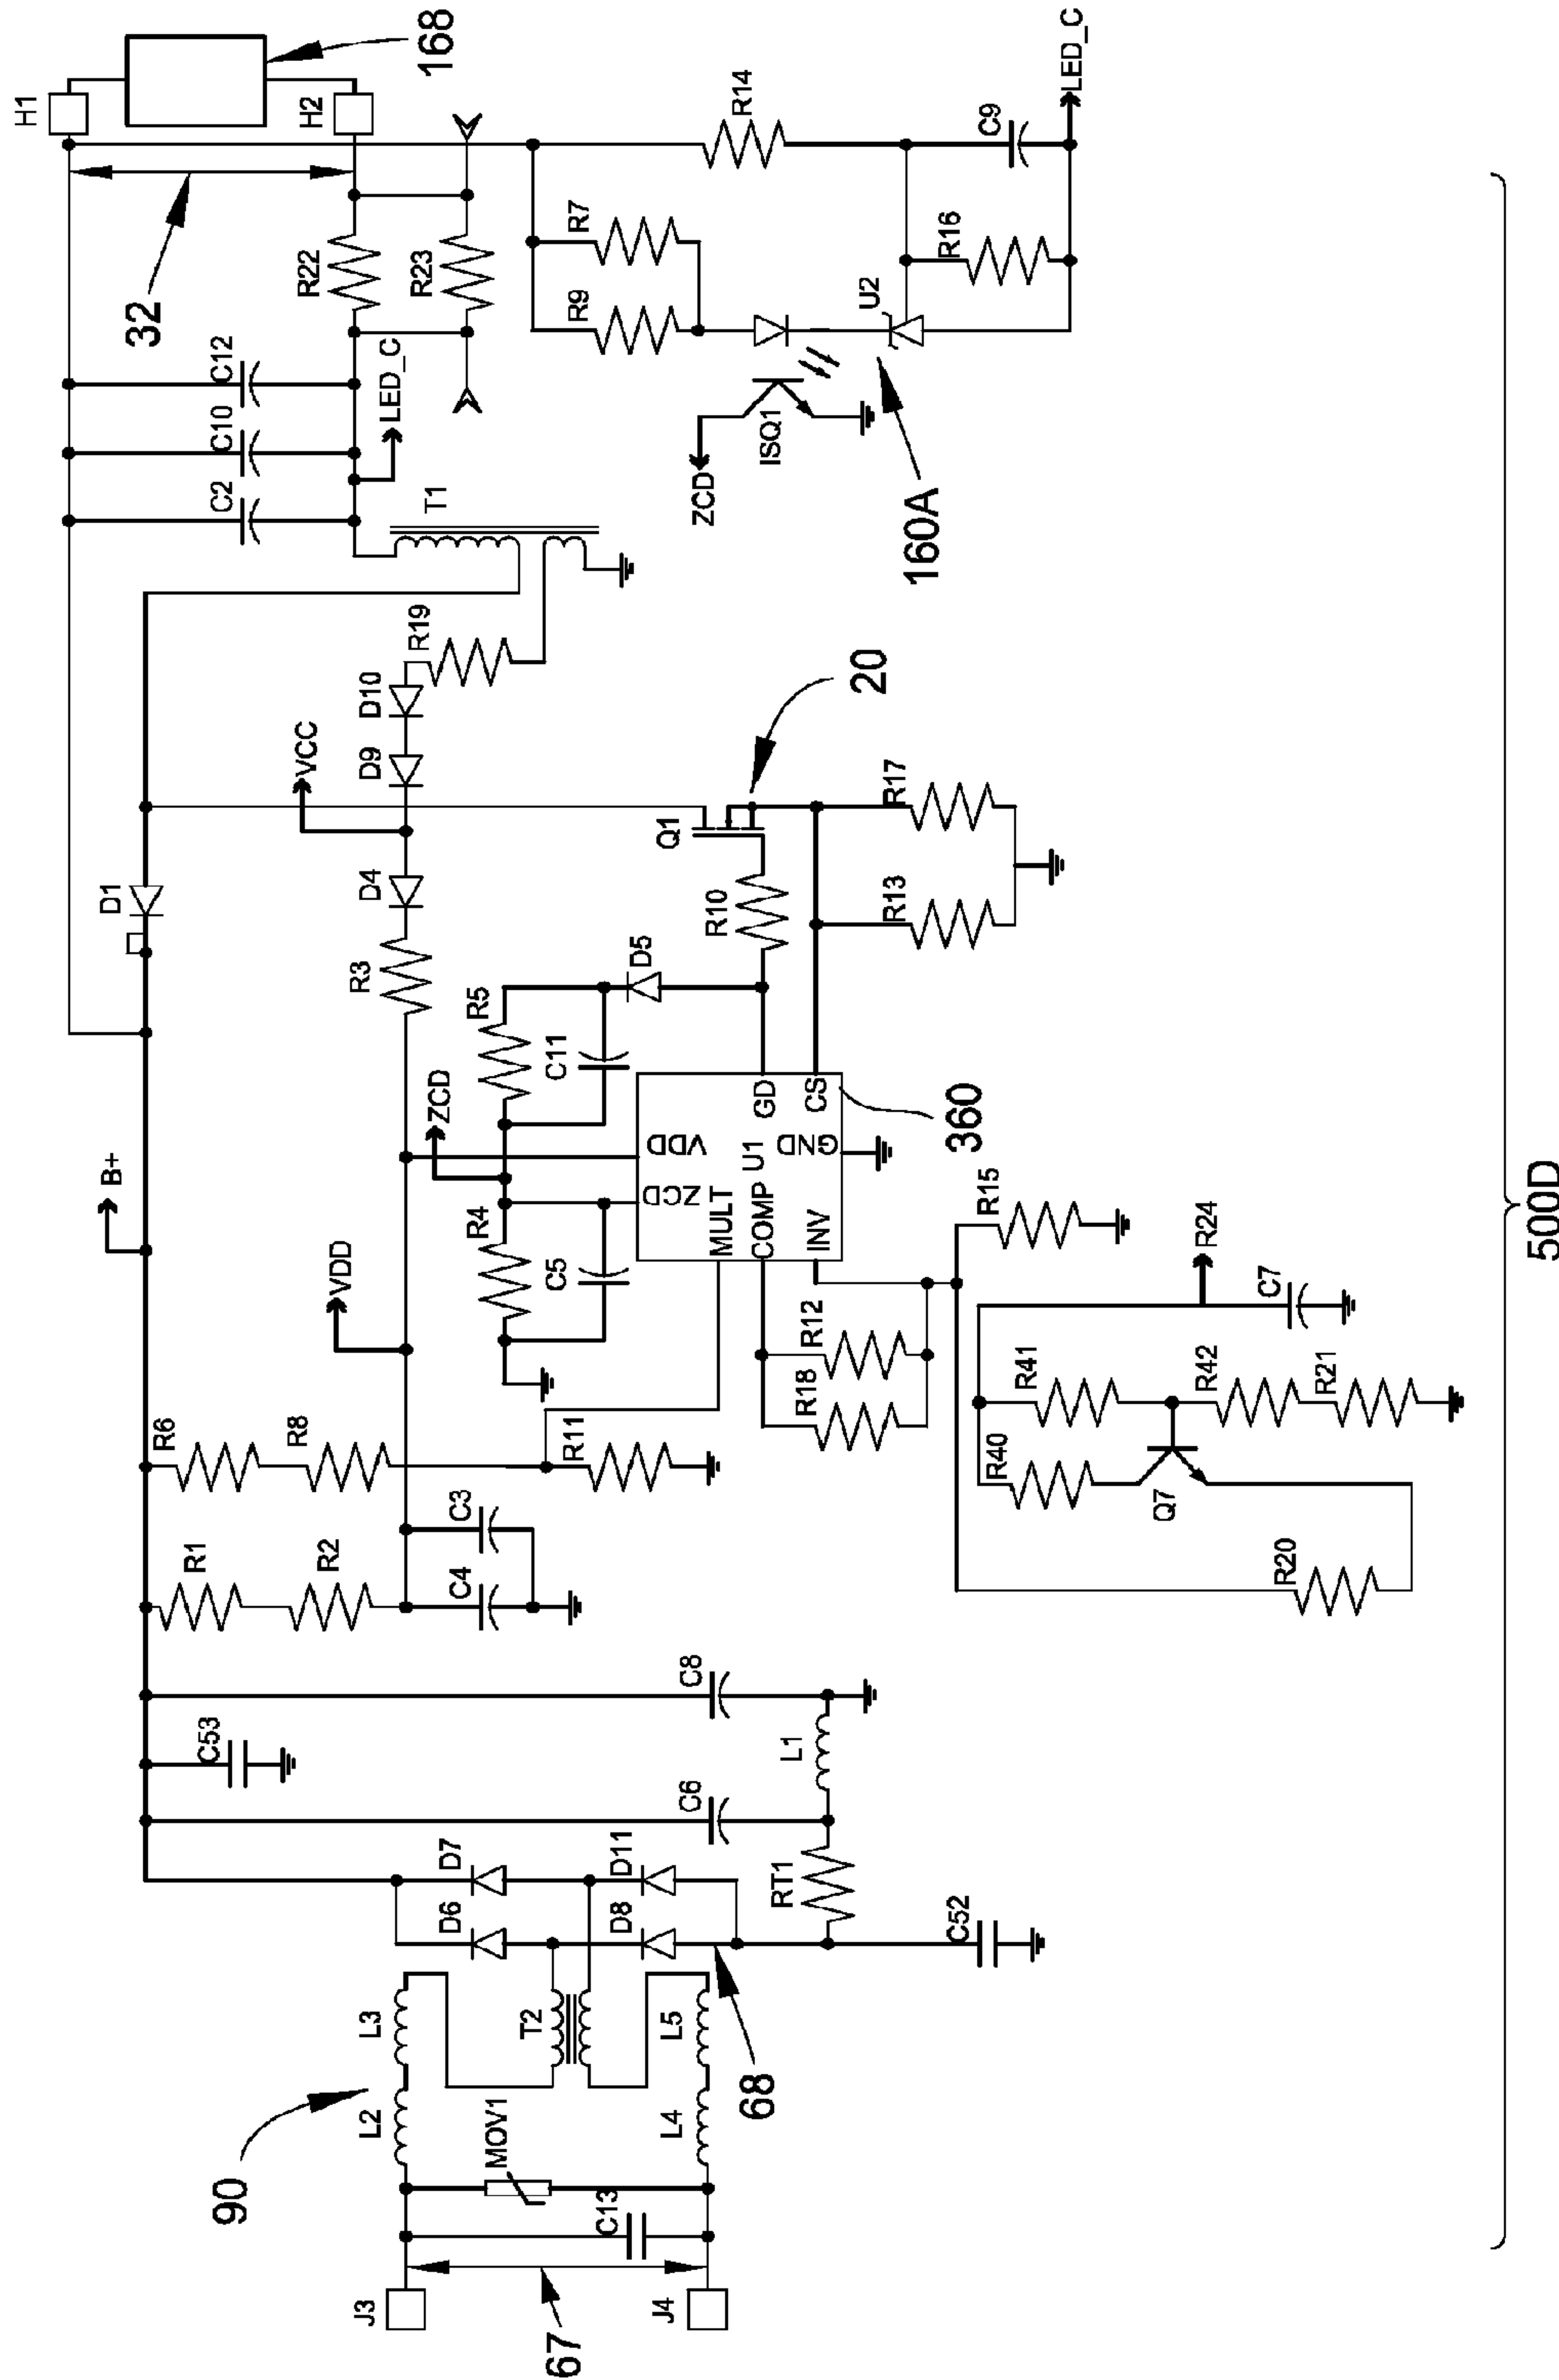 J3
J4
67
90
C13
MOV1
L2
L3
L4
L5
T2
68
D6
D7
D8
D11
RT1
C52
C6
C53
L1
C8
R1
R2
C4
C3
R6
R8
R11
VDD
B+
R4
C5
ZCD
R5
C11
D5
MULT
ZCD
VDD
COMP
U1
GD
INV
GND
CS
360
R18
R12
R15
R24
R40
R41
Q7
R42
R21
C7
R20
D1
R3
D4
VCC
D9
D10
R19
Q1
R10
20
R13
R17
T1
C2
C10
C12
LED_C
32
R22
R23
H1
H2
168
ZCD
ISQ1
160A
R9
R7
U2
R14
R16
C9
LED_C
500D